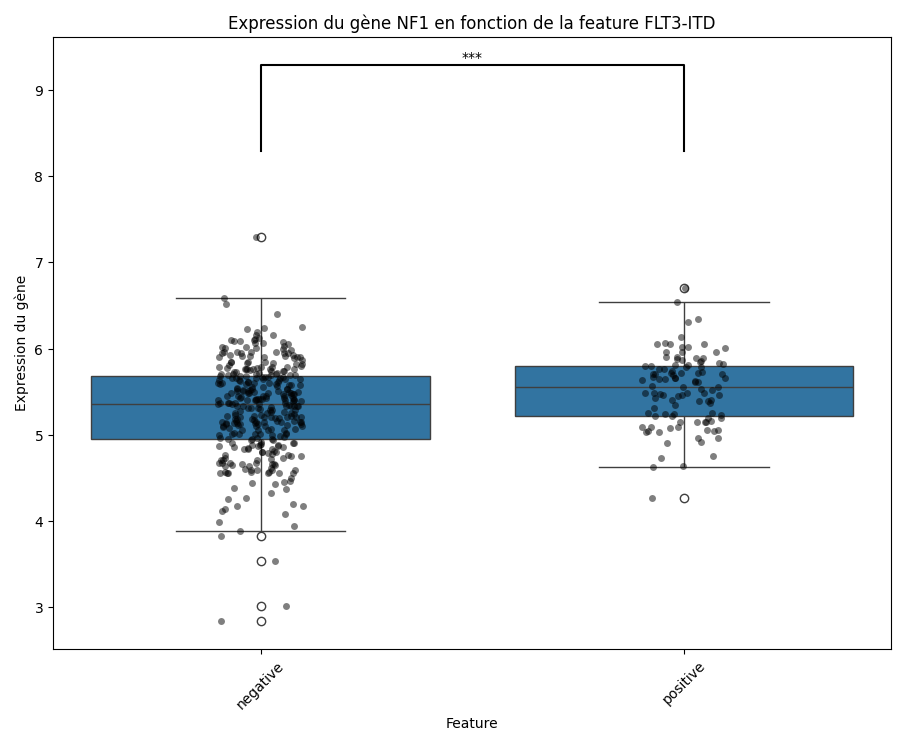 Expression du gène NF1 en fonction de la feature FLT3-ITD
***
9
8
7
6
5
4
3
Expression du gène
negative
positive
Feature